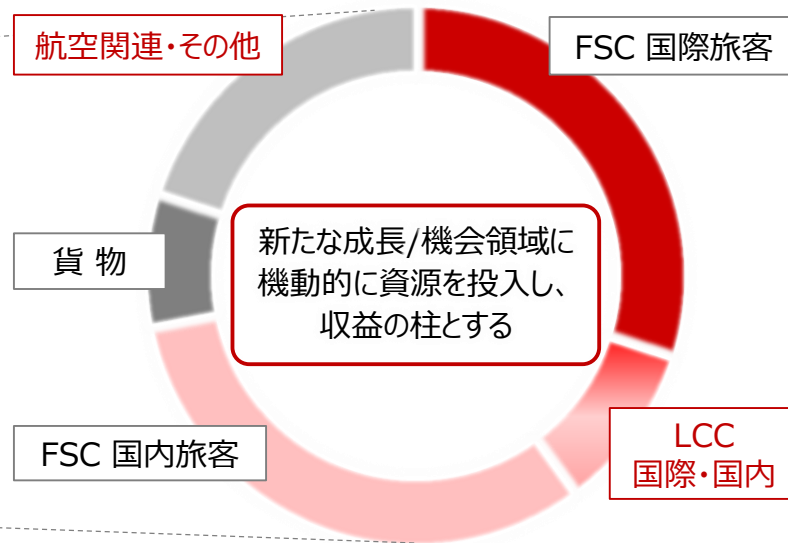 航空関連・その他
FSC 国際旅客
貨 物
新たな成長/機会領域に
機動的に資源を投入し、
収益の柱とする
FSC 国内旅客
LCC
国際・国内